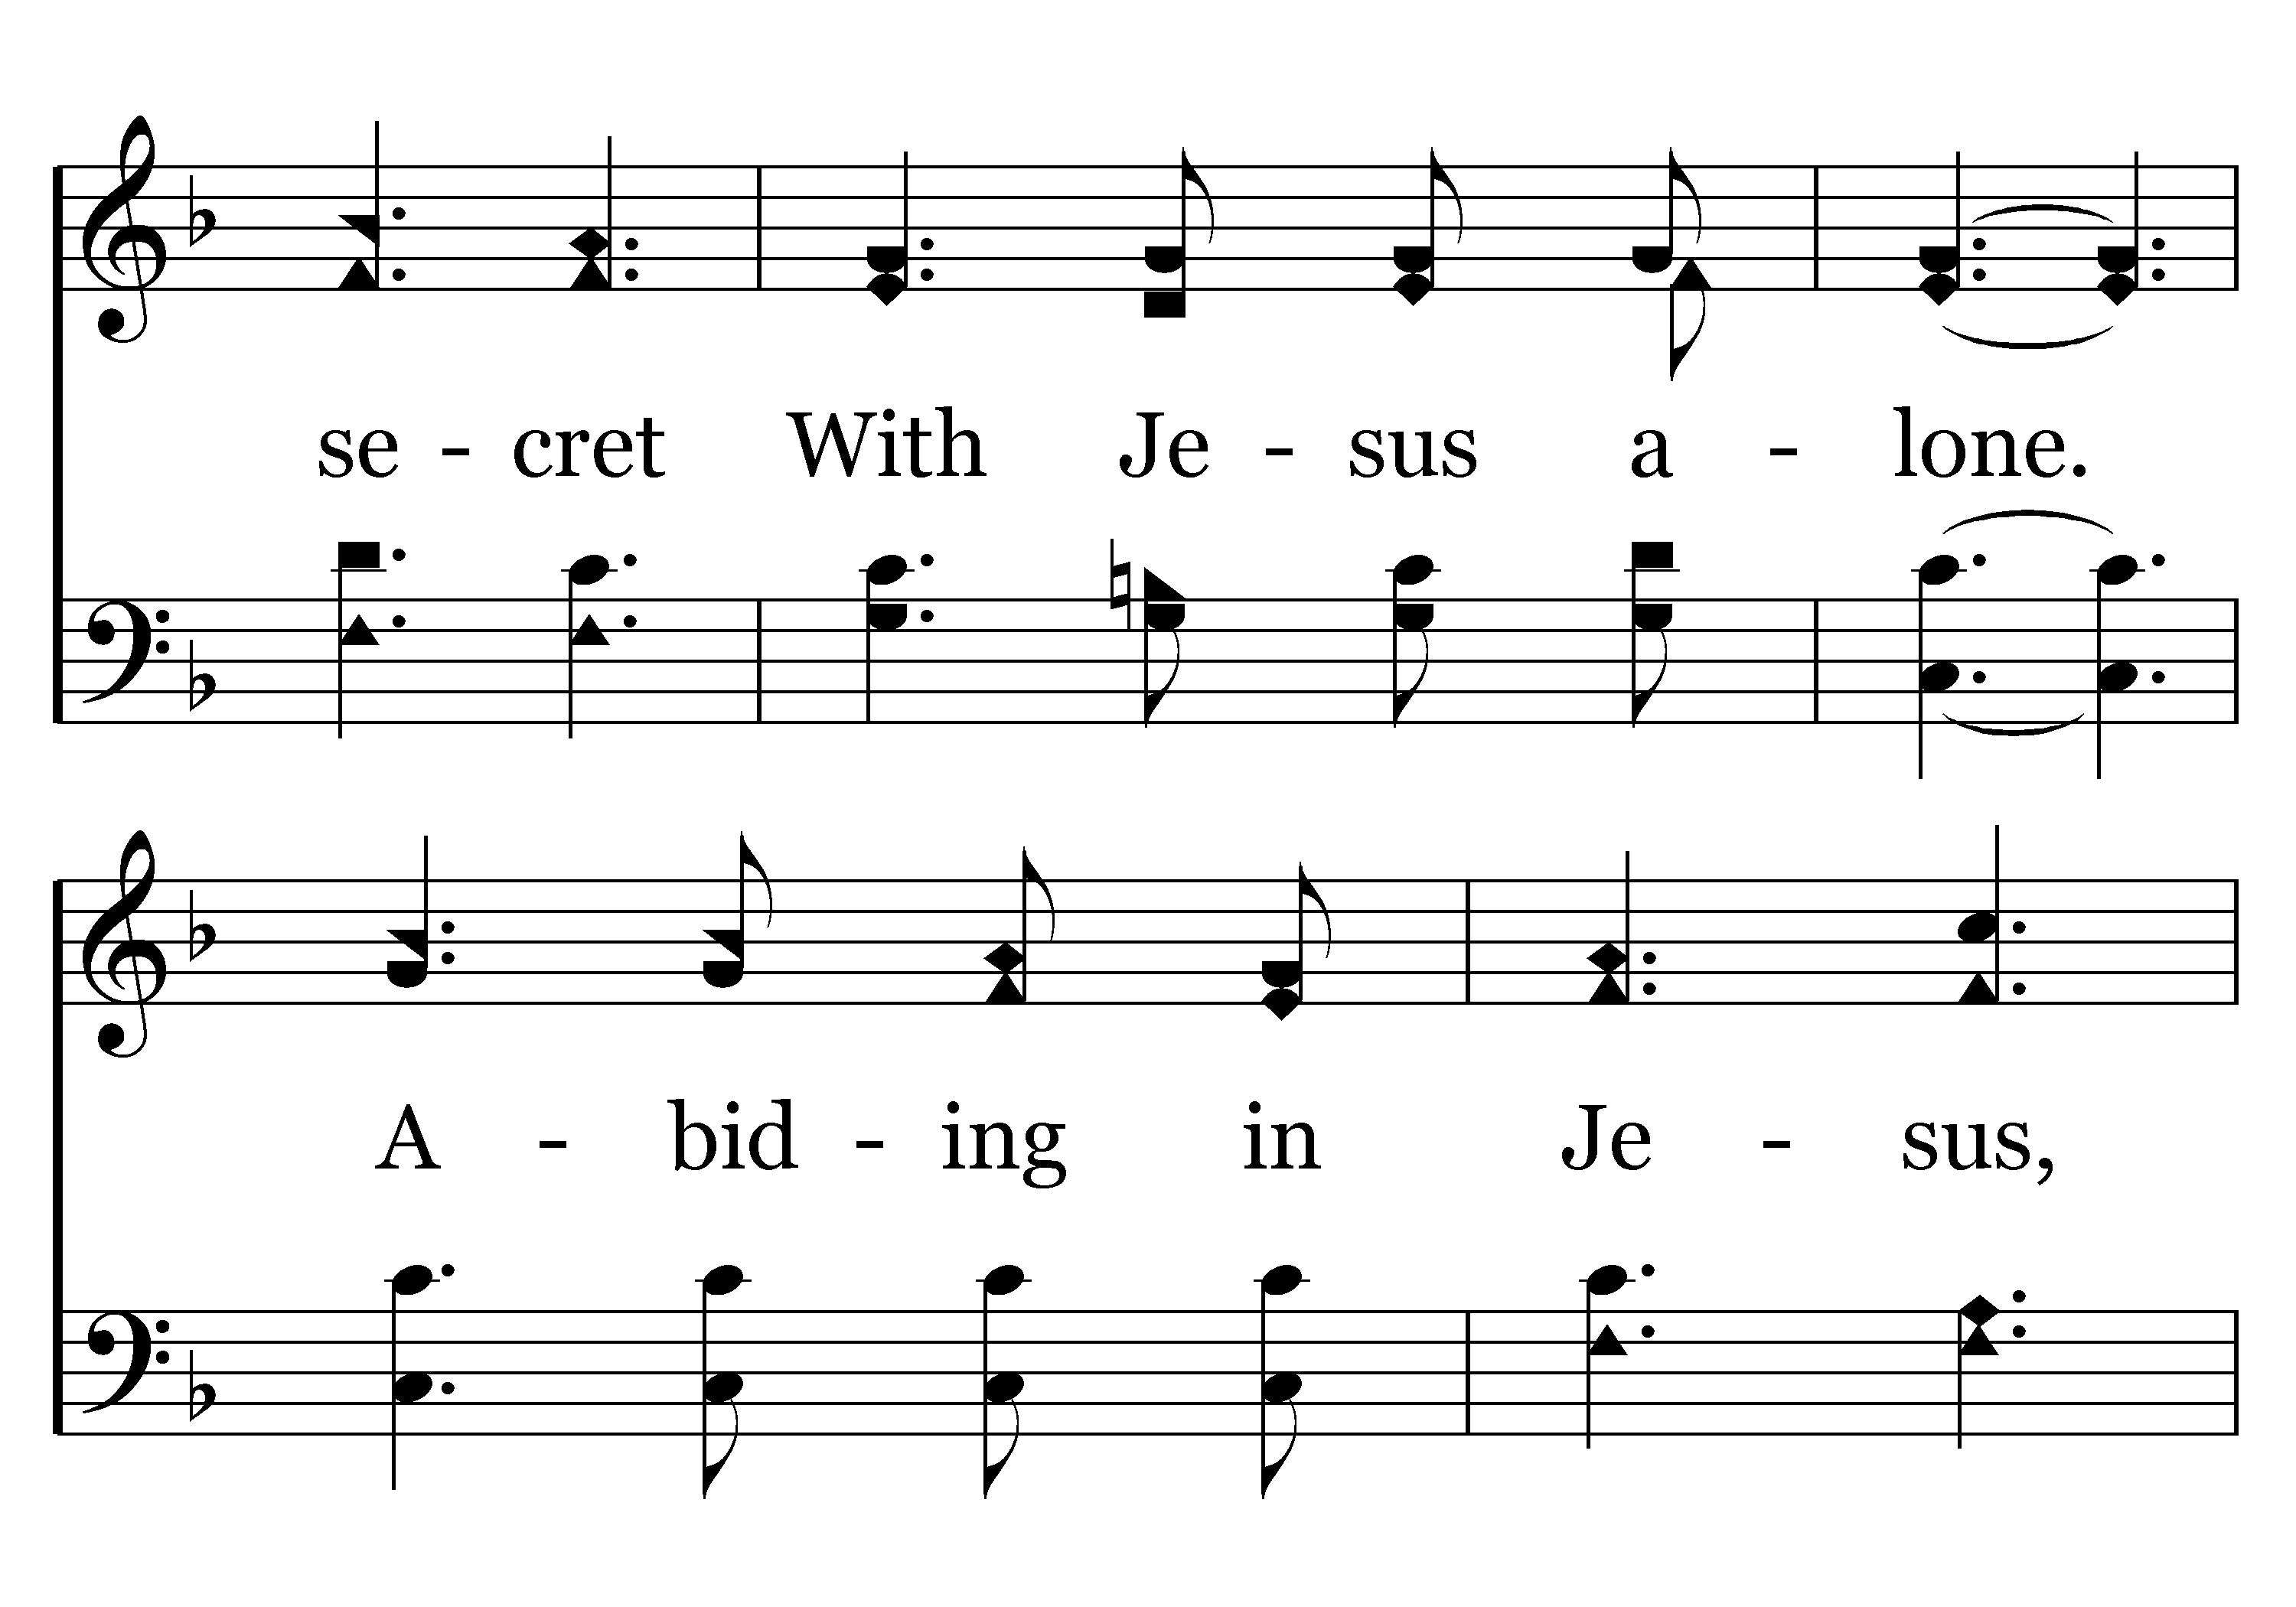 se - cret With Je - sus a - lone.
A - bid - ing in Je - sus,